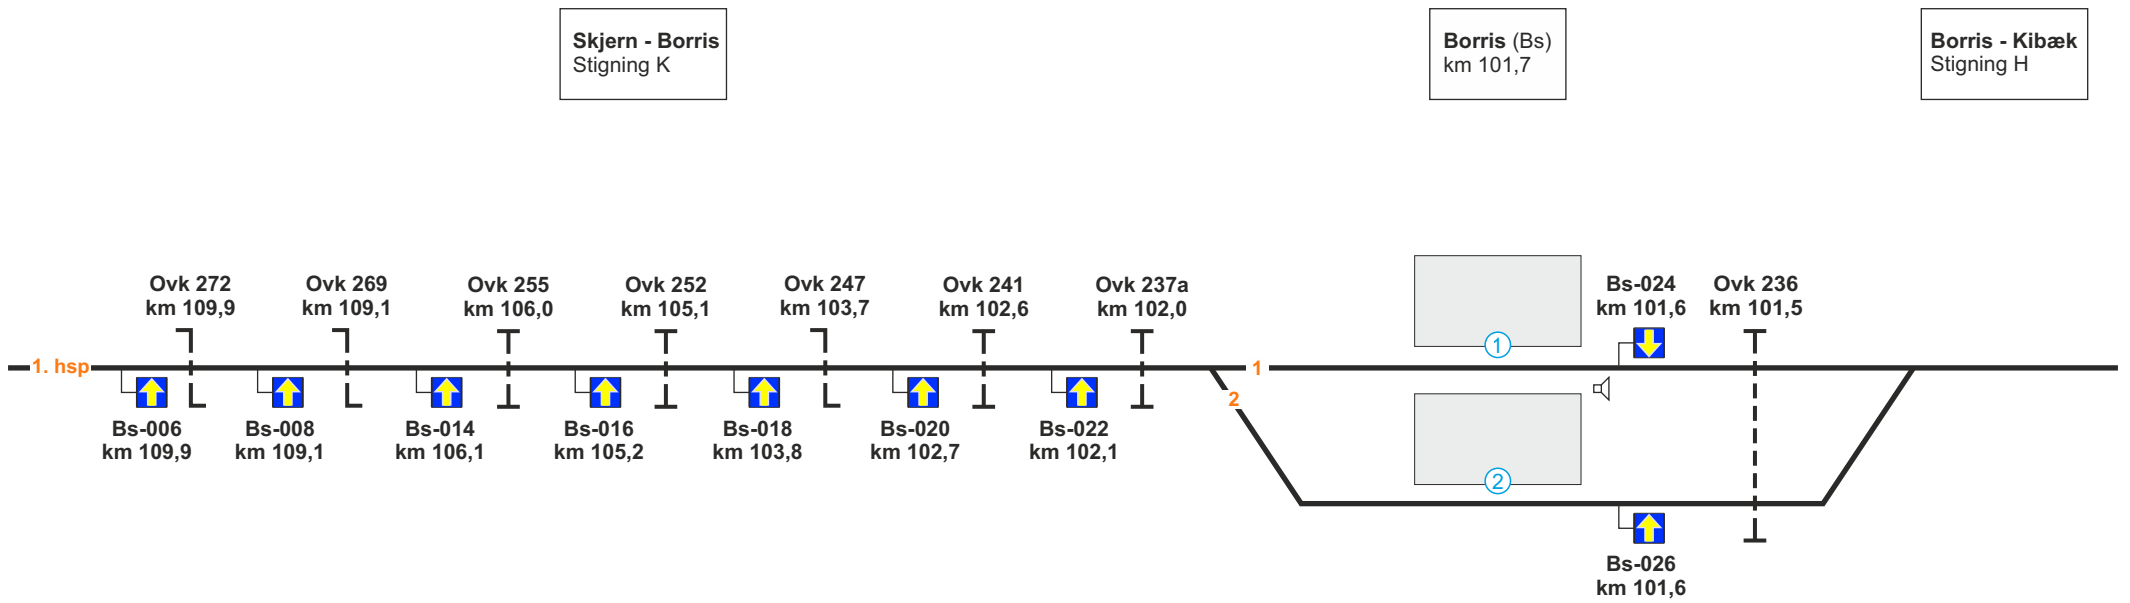 Skjern - Borris
Stigning K
Borris (Bs)
km 101,7
Borris - Kibæk
Stigning H
Ovk 272
km 109,9
Ovk 269
km 109,1
Ovk 255
km 106,0
Ovk 252
km 105,1
Ovk 247
km 103,7
Ovk 241
km 102,6
Ovk 237a
km 102,0
Bs-024
km 101,6
Ovk 236
km 101,5
1
1. hsp
1
2
Bs-006
km 109,9
Bs-008
km 109,1
Bs-014
km 106,1
Bs-016
km 105,2
Bs-018
km 103,8
Bs-020
km 102,7
Bs-022
km 102,1
2
Bs-026
km 101,6